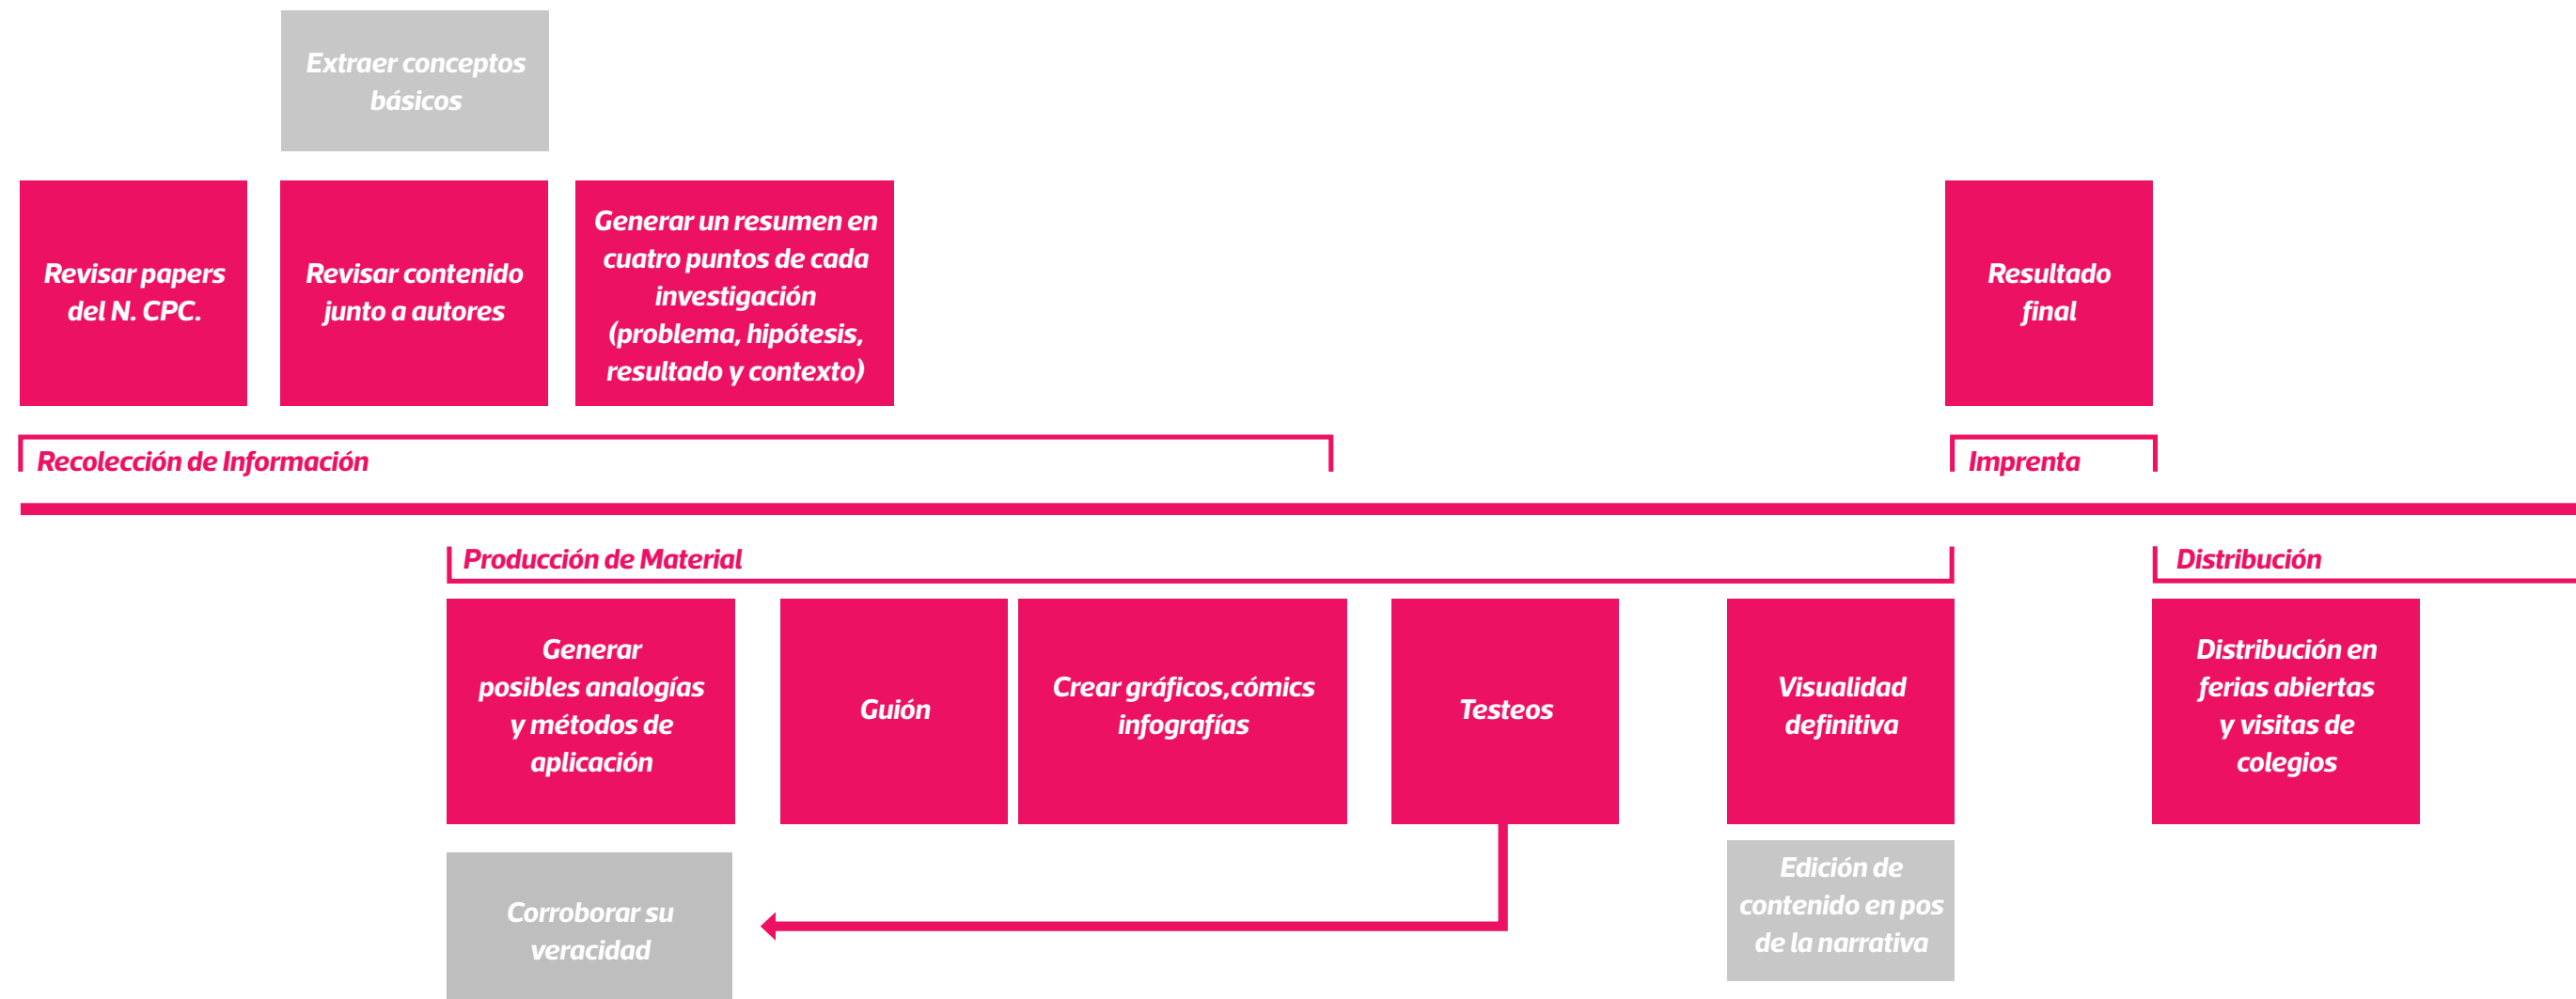 Extraer conceptos
básicos
Revisar papers
del N. CPC.
Revisar contenido
junto a autores
Generar un resumen en
cuatro puntos de cada
investigación
(problema, hipótesis,
resultado y contexto)
Resultado
final
Recolección de Información
Imprenta
Producción de Material
Distribución
Generar
posibles analogías
y métodos de
aplicación
Guión
Crear gráficos,cómics
infografías
Testeos
Visualidad
definitiva
Distribución en
ferias abiertas
y visitas de
colegios
Corroborar su
veracidad
Edición de
contenido en pos
de la narrativa